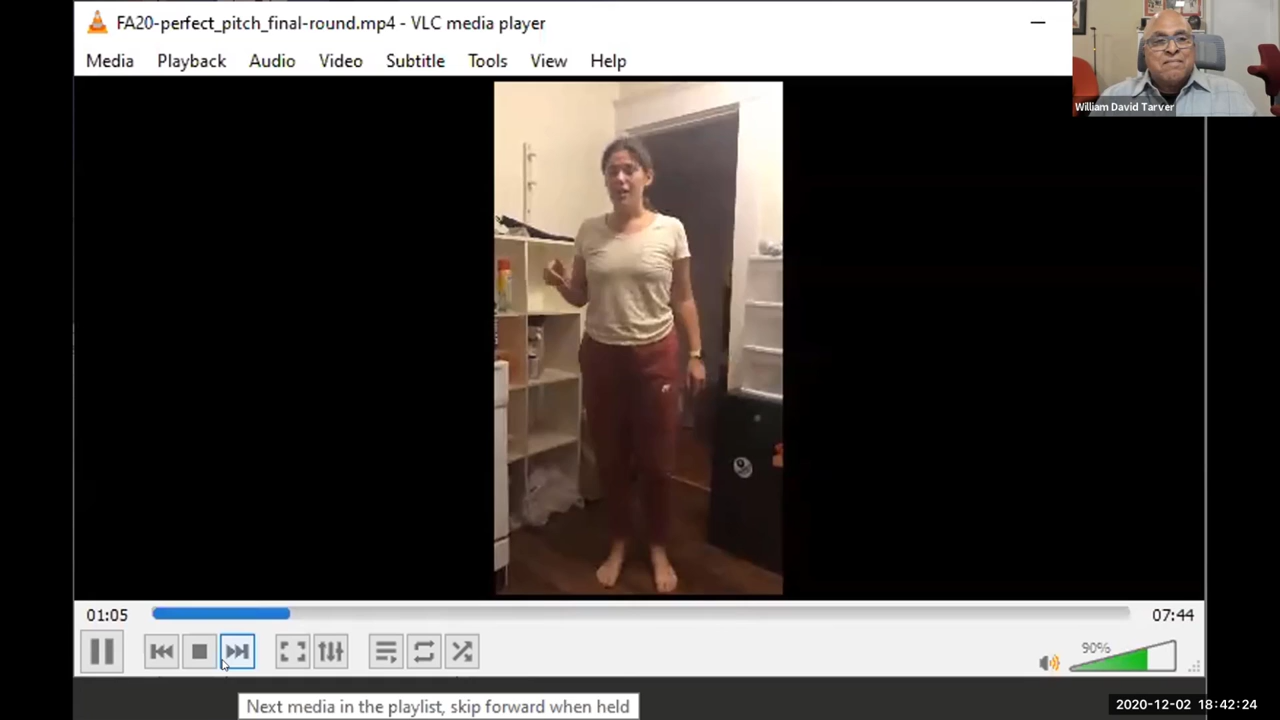 FA20-perfect_pitch_final-round.mp4 - VLC media player
Media Playback Audio Video Subtitle Tools View Help
William David Tarver
01:05
07:44
90%
Next media in the playlist, skip forward when held
2020-12-02 18:42:24